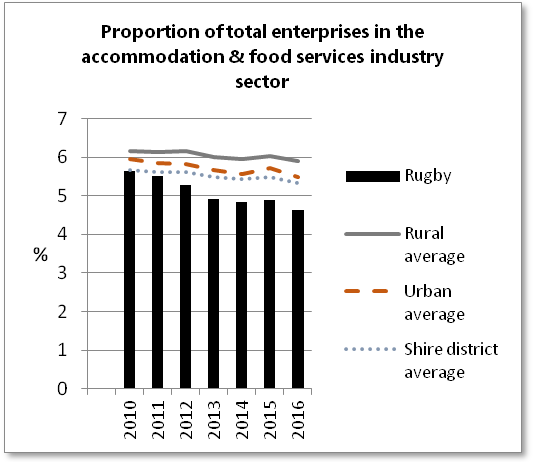 Proportion of total enterprises in the
accommodation & food services industry
sector
7
6
5
4
3
2
1
0
%
2010
2011
2012
2013
2014
2015
2016
Rugby
Rural
average
Urban
average
Shire district
average